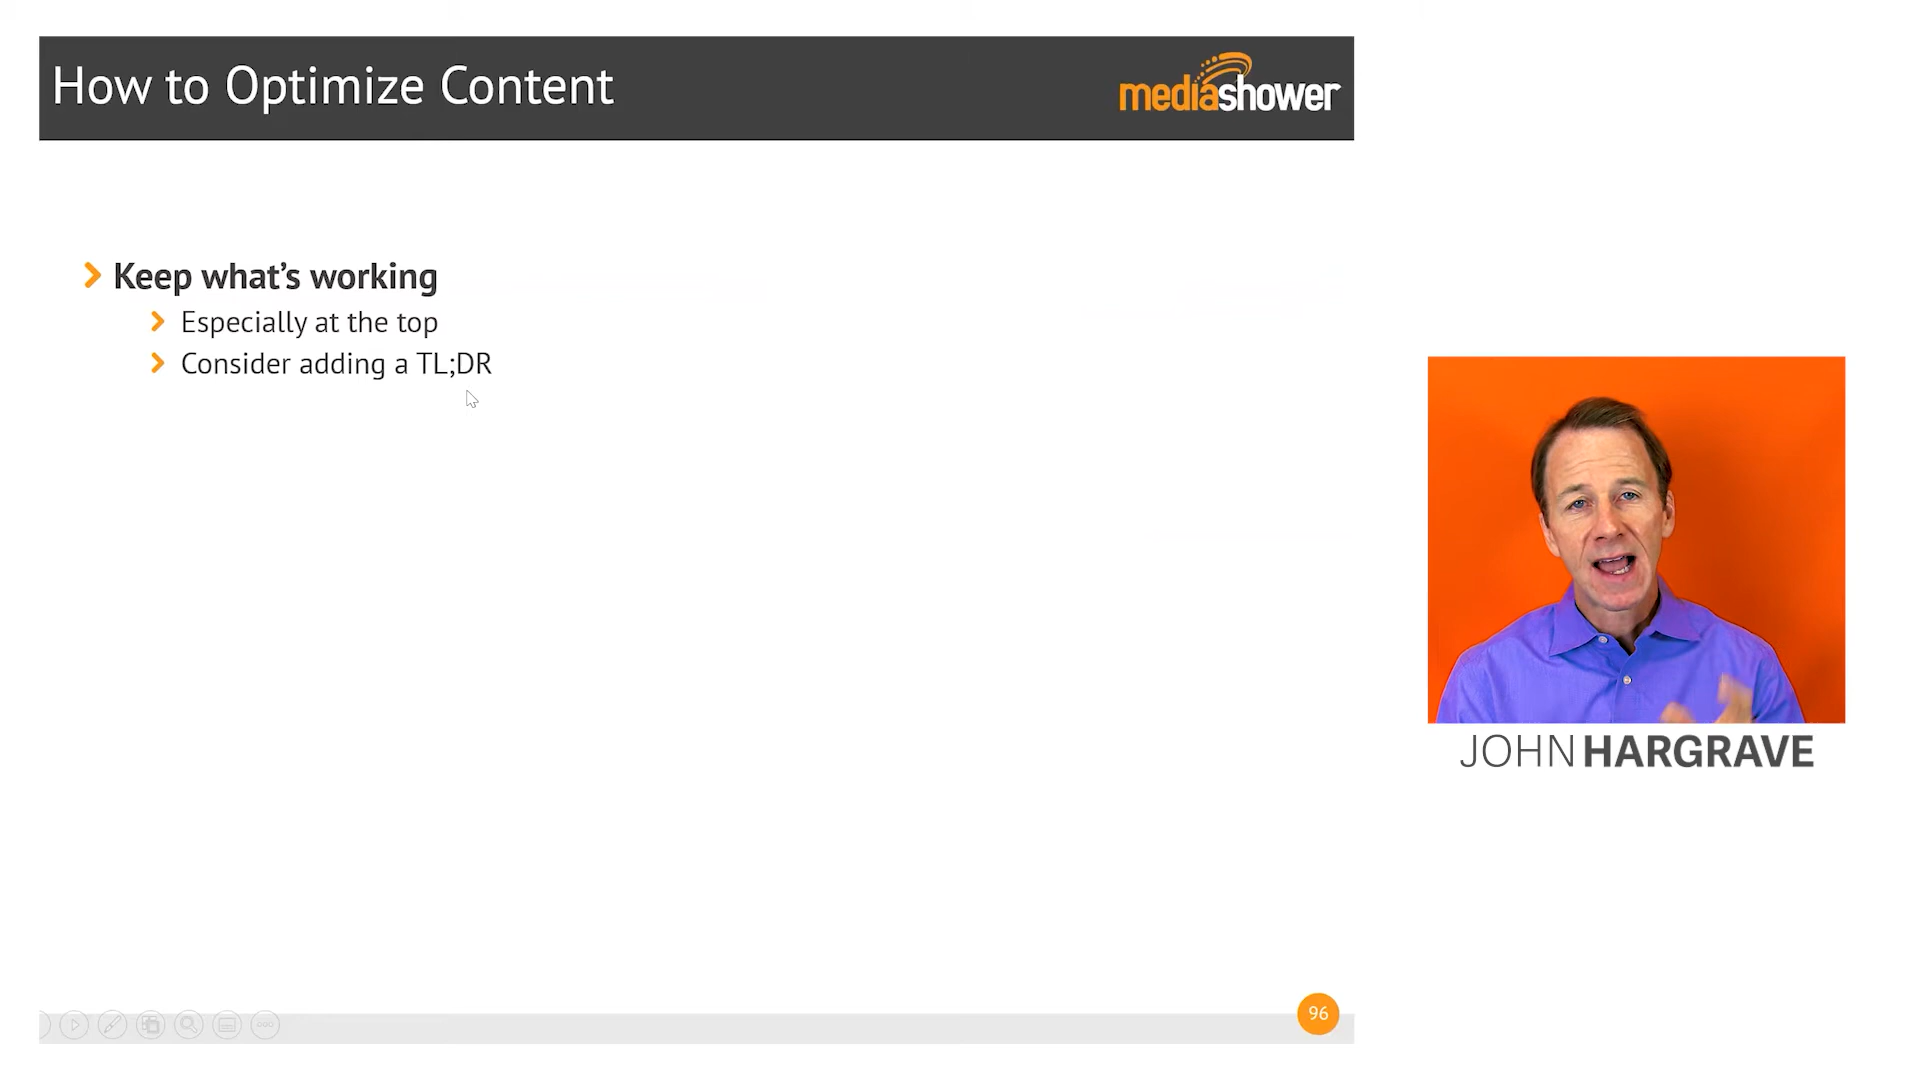 How to Optimize Content
mediashower
Keep what’s working
Especially at the top
Consider adding a TL;DR
JOHN HARGRAVE
96